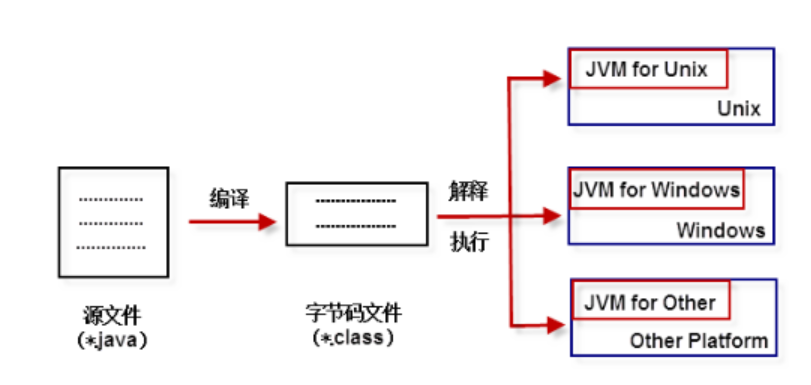 JVM for Unix
Unix
编译
解释
执行
JVM for Windows
Windows
源文件
(*.java)
字节码文件
(*.class)
JVM for Other
Other Platform